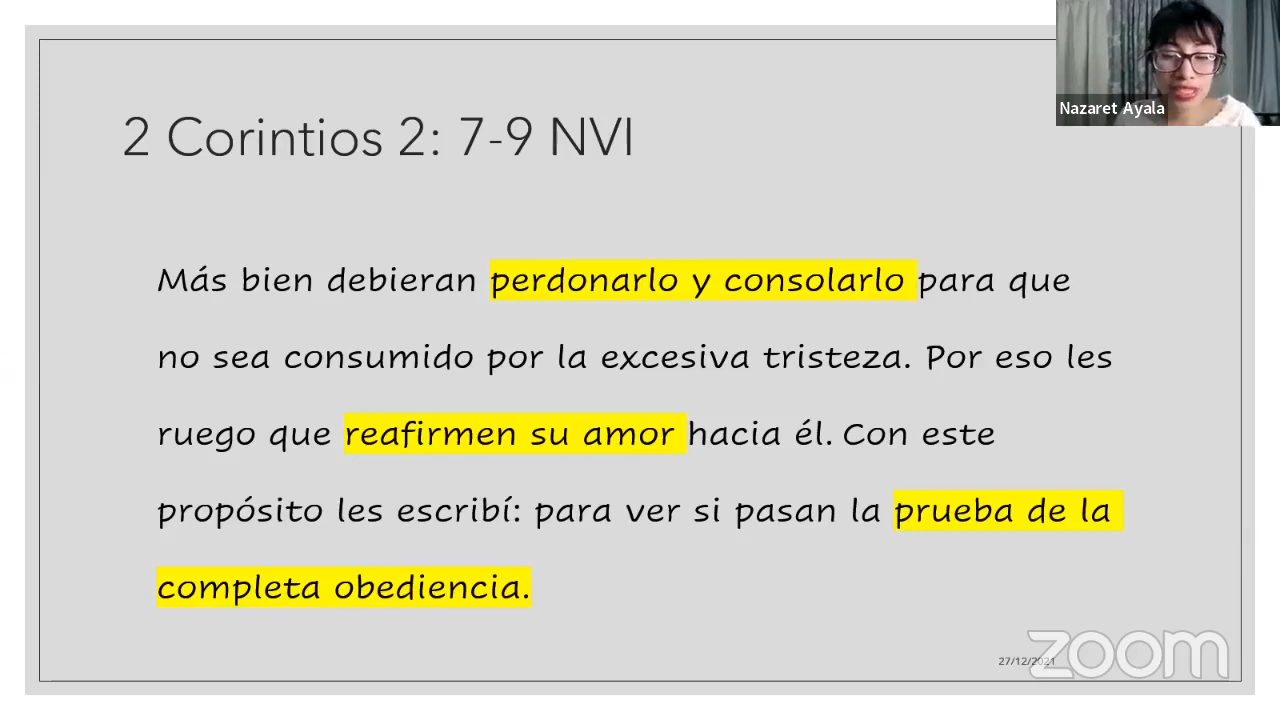 Nazaret Ayala
2 Corintios 2: 7-9 NVI
Más bien debieran perdonarlo y consolarlo para que
no sea consumido por la excesiva tristeza. Por eso les
ruego que reafirmen su amor hacia él. Con este
propósito les escribí: para ver si pasan la prueba de la
completa obediencia.
27/12/2021
zoom